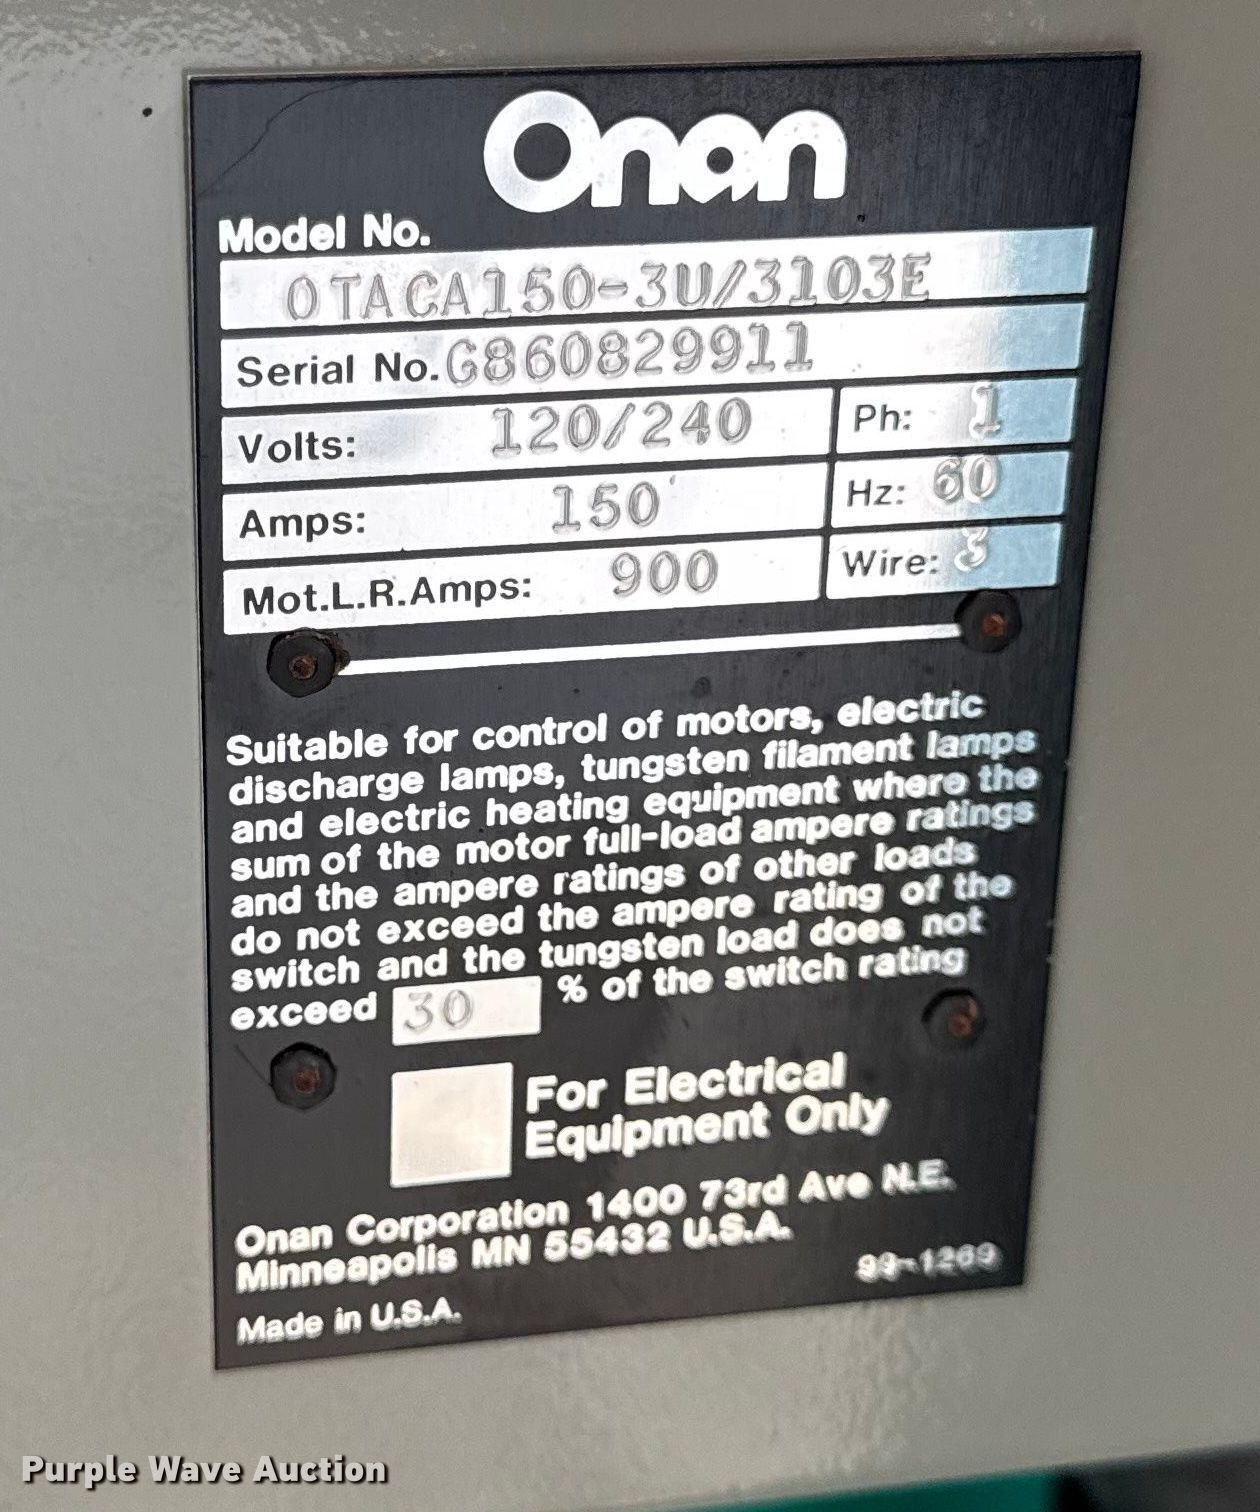 Onan
Model No.
OTACA150-3U/3103E
Serial No. G860829911
Volts: 120/240 Ph: 1
Amps: 150 Hz: 60
Mot.L.R.Amps: 900 Wire: 3
Suitable for control of motors, electric
discharge lamps, tungsten filament lamps
and electric heating equipment where the
sum of the motor full-load ampere ratings
and the ampere ratings of other loads
do not exceed the ampere rating of the
switch and the tungsten load does not
exceed 30 % of the switch rating
For Electrical
Equipment Only
Onan Corporation 1400 73rd Ave N.E.
Minneapolis MN 55432 U.S.A.
99-1269
Made in U.S.A.
Purple Wave Auction